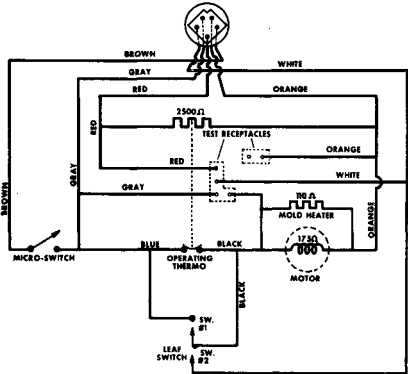 BROWN
WHITE
GRAY
RED
ORANGE
2500Ω
RED
TEST RECEPTACLES
ORANGE
RED
WHITE
GRAY
GRAY
110Ω
MOLD HEATER
BROWN
ORANGE
175Ω
BLUE
BLACK
MICRO-SWITCH
OPERATING
THERMO
MOTOR
BLACK
SW.
#1
LEAF
SWITCH
SW.
#2